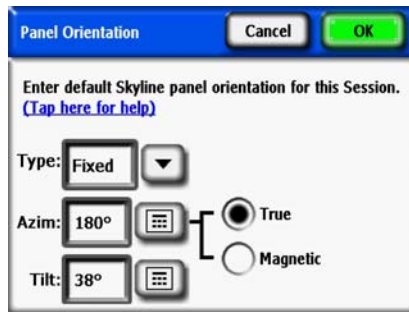 Panel Orientation Cancel OK
Enter default Skyline panel orientation for this Session.
(Tap here for help)
Type: Fixed
Azim: 180° True
Magnetic
Tilt: 38°